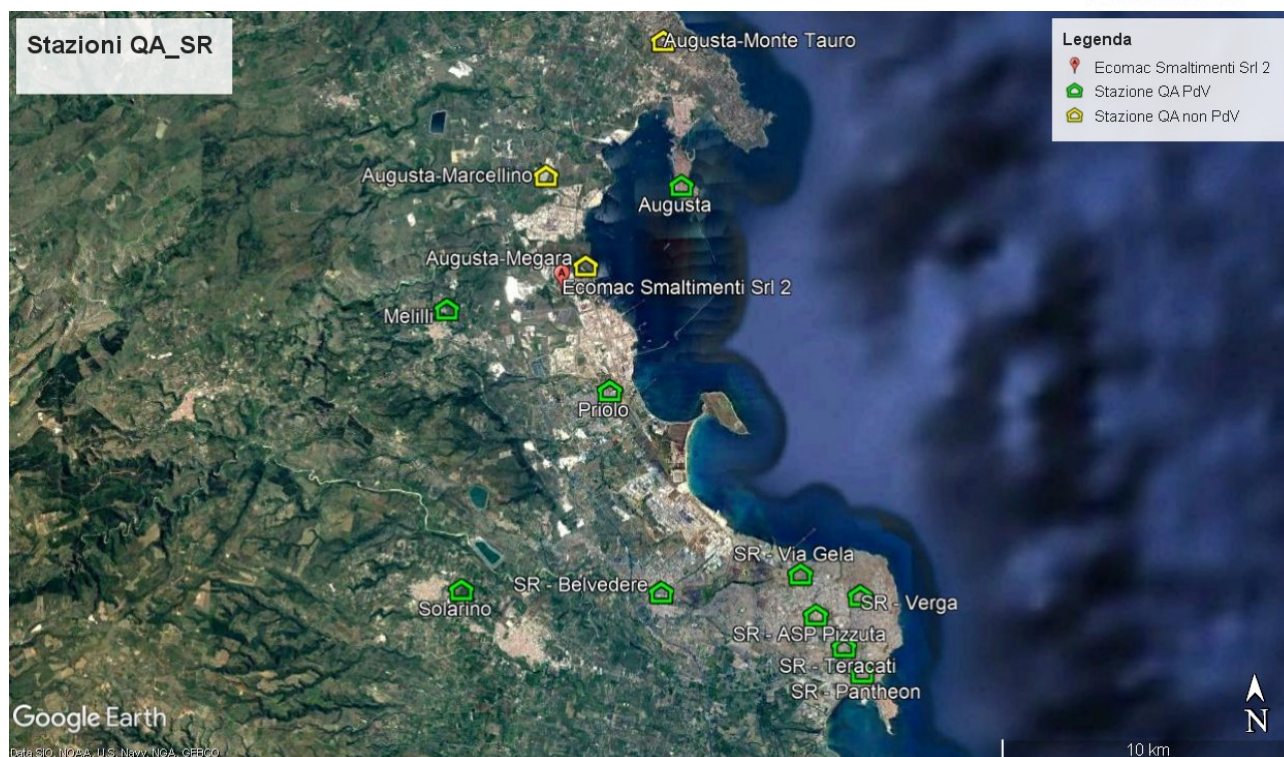 Stazioni QA_SR
Legenda
Ecomac Smaltimenti Srl 2
Stazione QA PdV
Stazione QA non PdV
Augusta-Monte Tauro
Augusta-Marcellino
Augusta
Augusta-Megara
A
Ecomac Smaltimenti Srl 2
Melilli
Priolo
SR - Via Gela
SR - Belvedere
SR - Verga
Solarino
SR - ASP Pizzuta
SR - Teracati
SR - Pantheon
Google Earth
N
Data SIO, NOAA, U.S. Navy, NGA, GEBCO
10 km